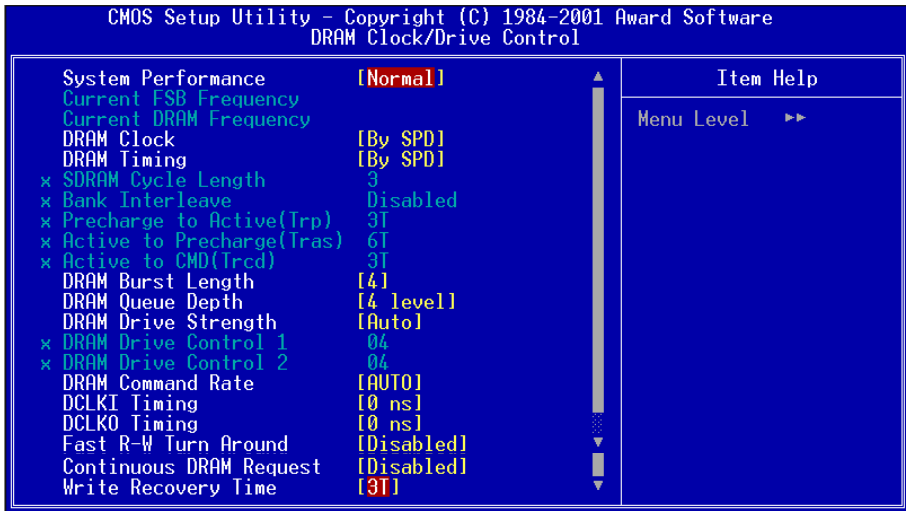 CMOS Setup Utility - Copyright (C) 1984-2001 Award Software
DRAM Clock/Drive Control
System Performance [Normal]
Current FSB Frequency
Current DRAM Frequency
DRAM Clock [By SPD]
DRAM Timing [By SPD]
x SDRAM Cycle Length 3
x Bank Interleave Disabled
x Precharge to Active(Trp) 3T
x Active to Precharge(Tras) 6T
x Active to CMD(Trcd) 3T
DRAM Burst Length [4]
DRAM Queue Depth [4 level]
DRAM Drive Strength [Auto]
x DRAM Drive Control 1 04
x DRAM Drive Control 2 04
DRAM Command Rate [AUTO]
DCLKI Timing [0 ns]
DCLKO Timing [0 ns]
Fast R-W Turn Around [Disabled]
Continuous DRAM Request [Disabled]
Write Recovery Time [3T]
Item Help
Menu Level ►►